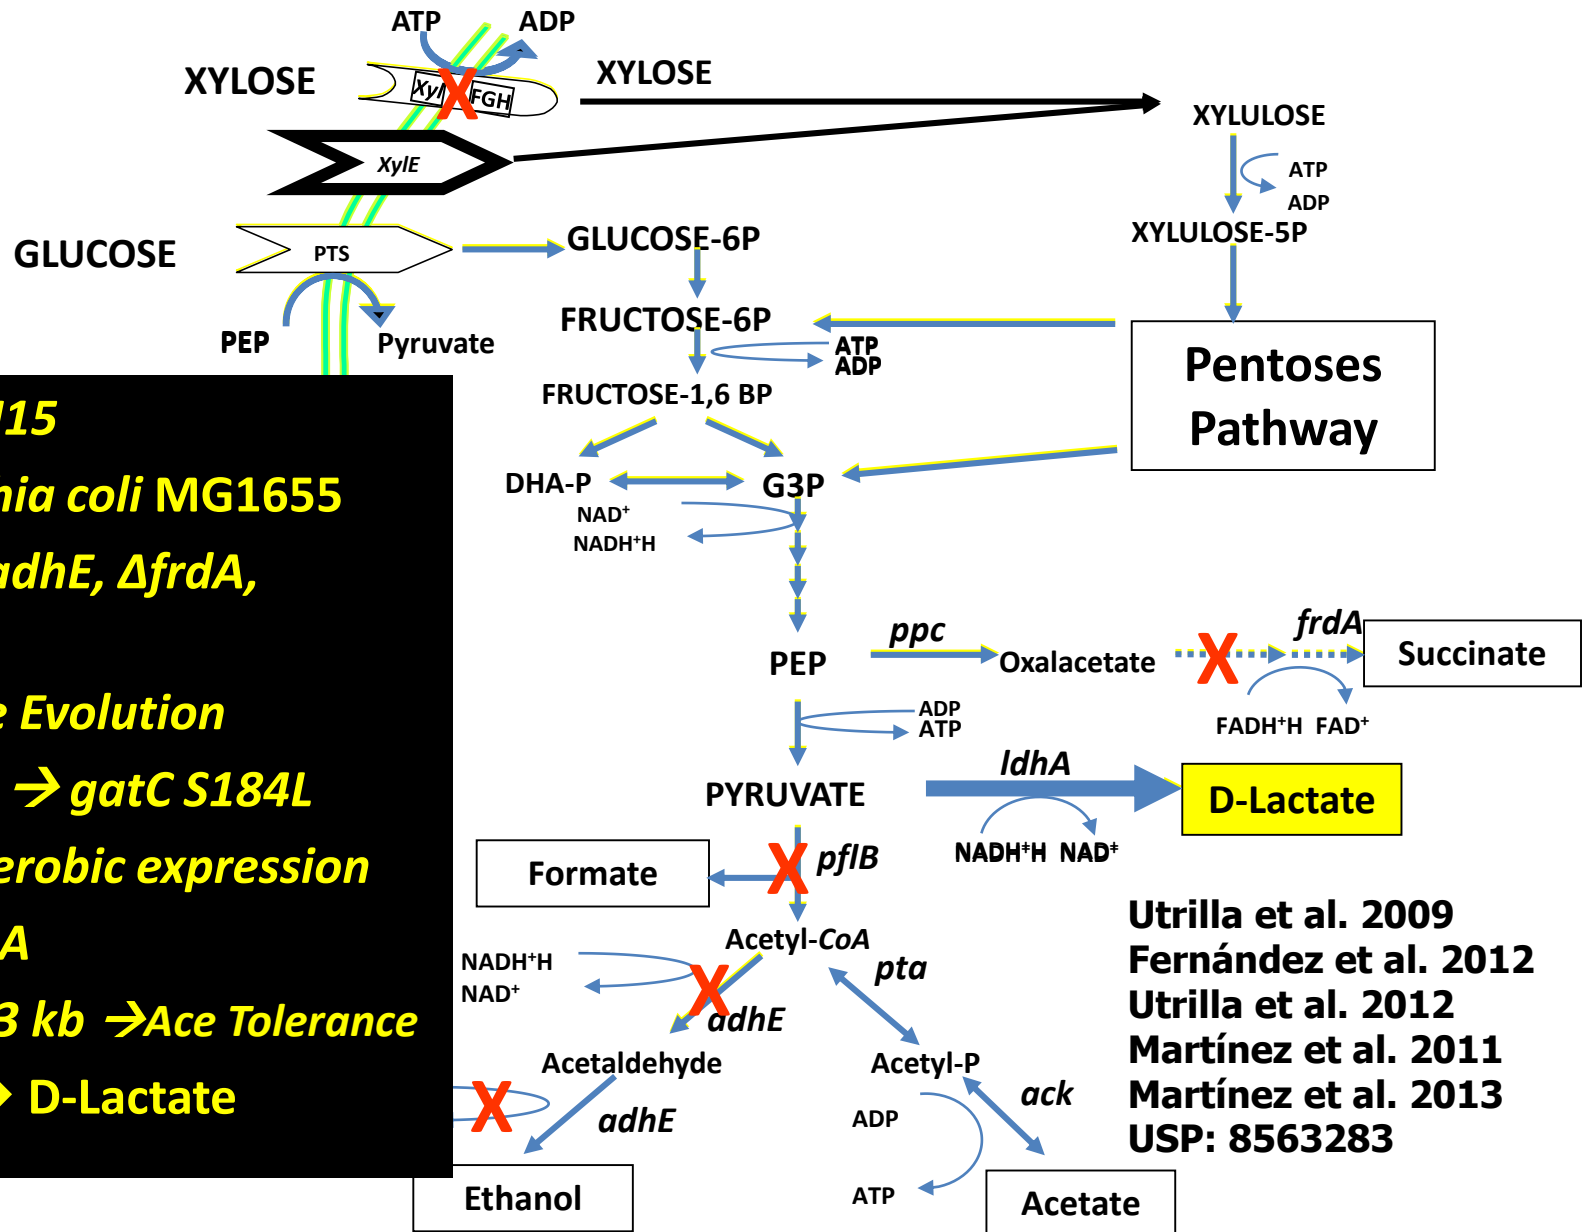 ATP ADP
XYLOSE
Xyl FGH
XYLOSE
XYLULOSE
XylE
ATP
ADP
XYLULOSE-5P
GLUCOSE
PTS
GLUCOSE-6P
PEP Pyruvate
FRUCTOSE-6P
ATP
ADP
Pentoses
Pathway
FRUCTOSE-1,6 BP
DHA-P G3P
NAD+
NADH+H
PEP
ppc
Oxalacetate
frdA
Succinate
FADH+H FAD+
ADP
ATP
PYRUVATE
ldhA
D-Lactate
NADH+H NAD+
Formate
pflB
Acetyl-CoA
NADH+H
NAD+
adhE
pta
Acetaldehyde
Acetyl-P
adhE
ADP
ack
ATP
Ethanol
Acetate
15
hia coli MG1655
adhE, ΔfrdA,
e Evolution
→ gatC S184L
erobic expression
A
3 kb →Ace Tolerance
→ D-Lactate
Utrilla et al. 2009
Fernández et al. 2012
Utrilla et al. 2012
Martínez et al. 2011
Martínez et al. 2013
USP: 8563283